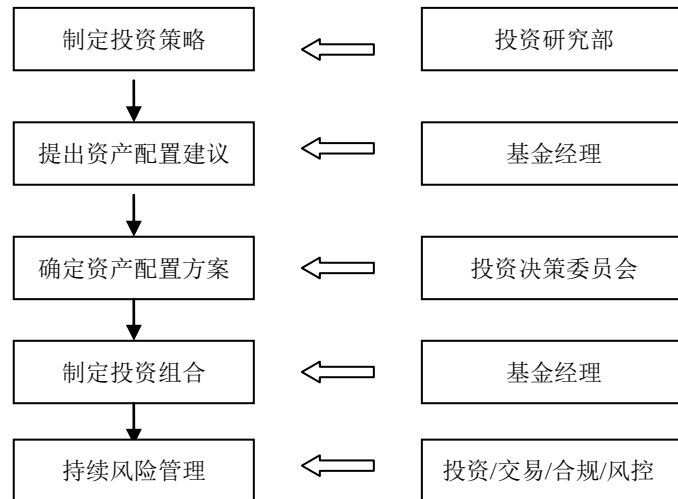 制定投资策略
投资研究部
提出资产配置建议
基金经理
确定资产配置方案
投资决策委员会
制定投资组合
基金经理
持续风险管理
投资/交易/合规/风控